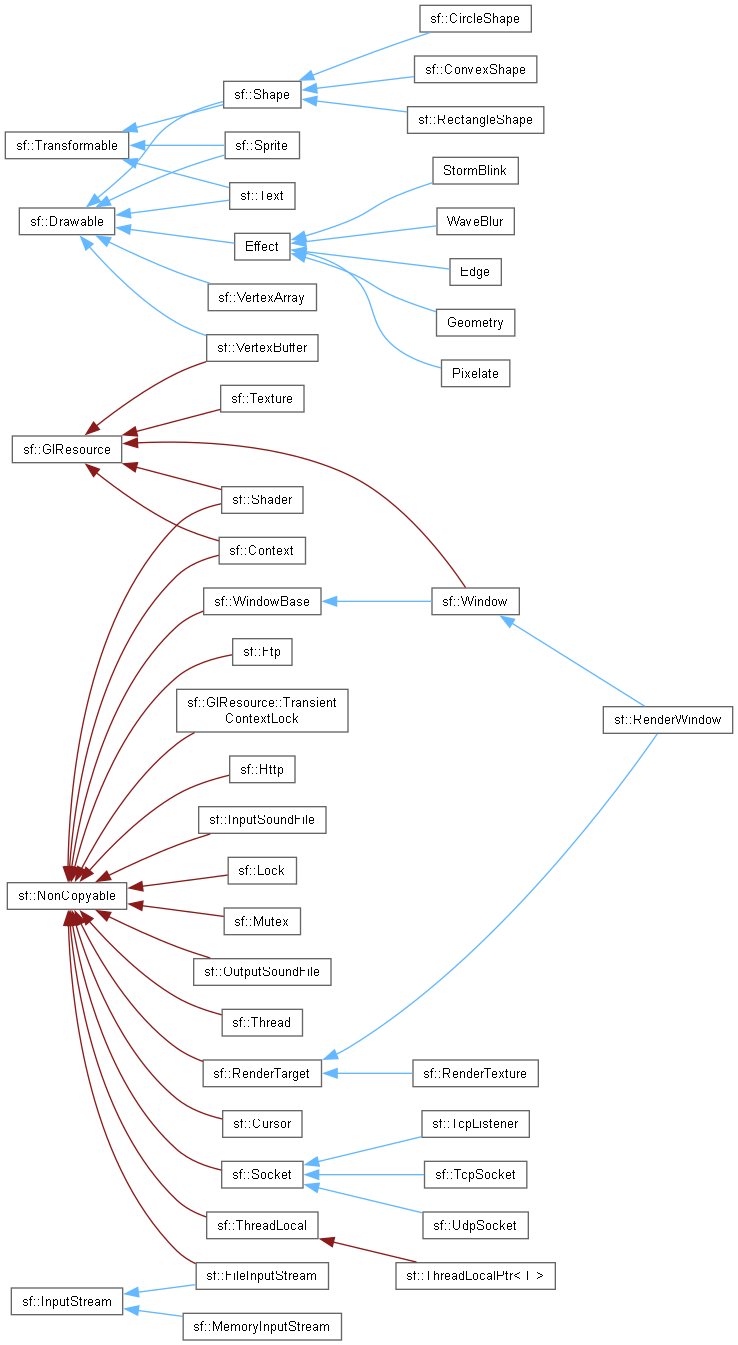 sf::CircleShape
sf::ConvexShape
sf::Shape
sf::RectangleShape
sf::Transformable
sf::Sprite
StormBlink
sf::Text
sf::Drawable
WaveBlur
Effect
Edge
sf::VertexArray
Geometry
sf::VertexBuffer
Pixelate
sf::Texture
sf::GlResource
sf::Shader
sf::Context
sf::WindowBase
sf::Window
sf::Ftp
sf::GlResource::Transient
ContextLock
sf::RenderWindow
sf::Http
sf::InputSoundFile
sf::Lock
sf::NonCopyable
sf::Mutex
sf::OutputSoundFile
sf::Thread
sf::RenderTarget
sf::RenderTexture
sf::Cursor
sf::TcpListener
sf::Socket
sf::TcpSocket
sf::ThreadLocal
sf::UdpSocket
sf::FileInputStream
sf::ThreadLocalPtr< T >
sf::InputStream
sf::MemoryInputStream